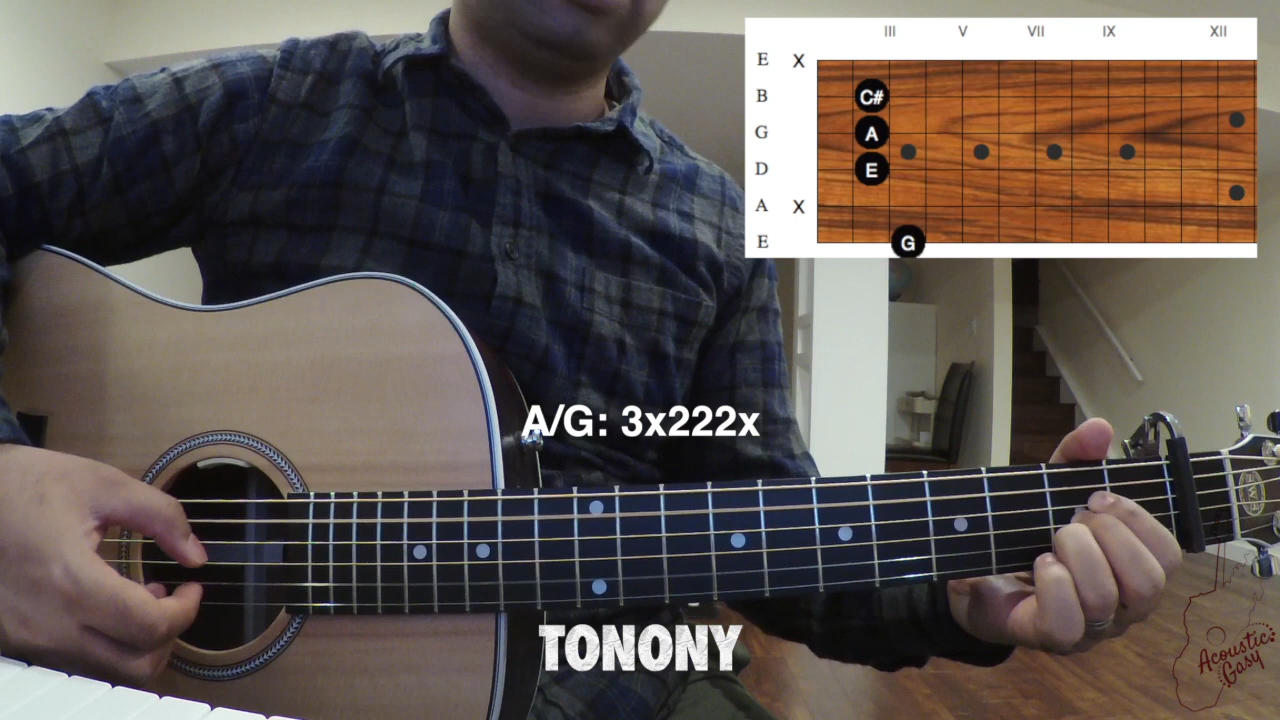 III V VII IX XII
E X
B C#
G A
D E
A X
E G
A/G: 3x222x
TONONY
Acoustic
Gasy